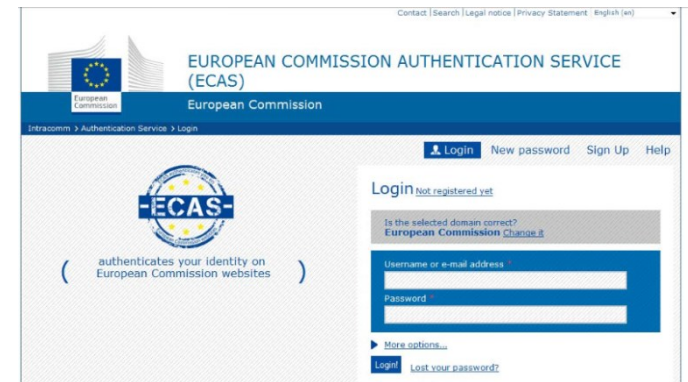 Contact | Search | Legal notice | Privacy Statement English (en)
EUROPEAN COMMISSION AUTHENTICATION SERVICE
(ECAS)
European
Commission
European Commission
Intracomm > Authentication Service > Login
Login New password Sign Up Help
Login Not registered yet
-ECAS-
Is the selected domain correct?
European Commission Change it
authenticates your identity on
European Commission websites
Username or e-mail address *
Password *
More options...
Login! Lost your password?